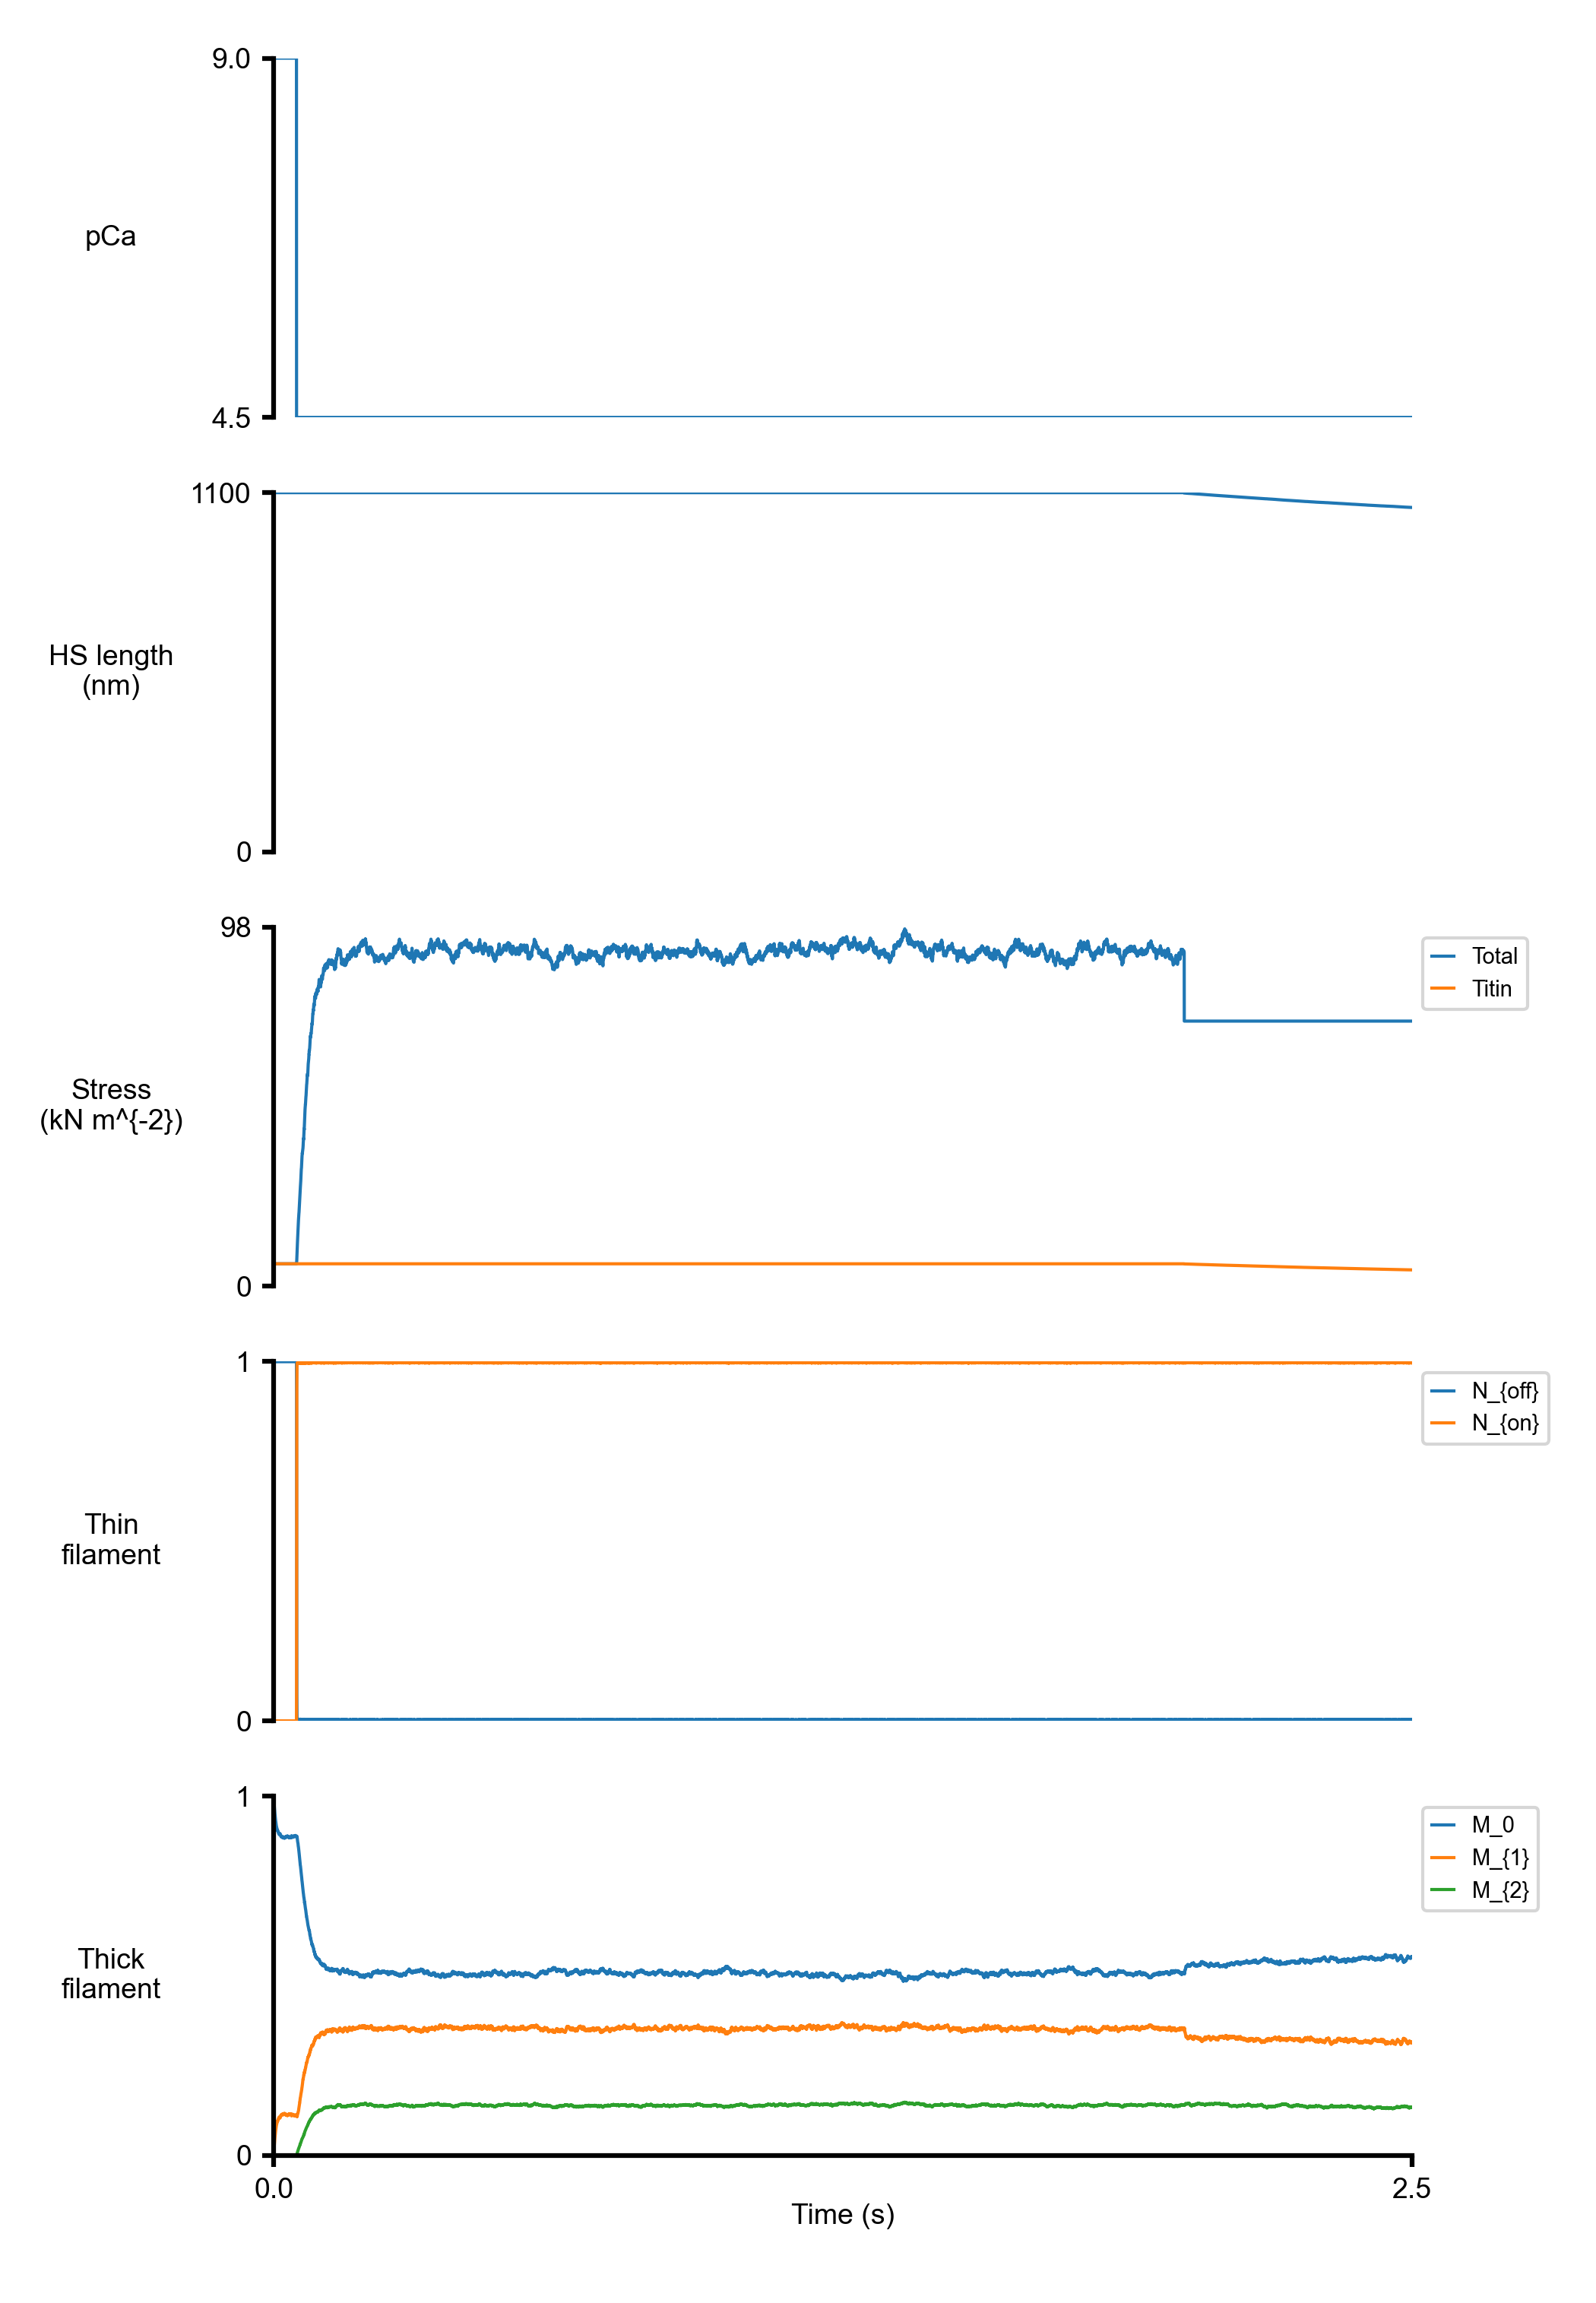 9.0
pCa
4.5
1100
HS length
(nm)
0
98
Total
Titin
Stress
(kN m^{-2})
0
1
N_{off}
N_{on}
Thin
filament
0
1
M_0
M_{1}
M_{2}
Thick
filament
0
0.0
2.5
Time (s)